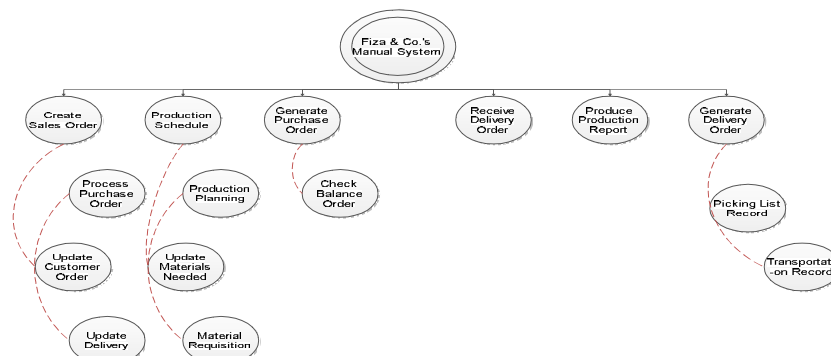 Fiza & Co.'s
Manual System
Create
Sales Order
Production
Schedule
Generate
Purchase
Order
Receive
Delivery
Order
Produce
Production
Report
Generate
Delivery
Order
Process
Purchase
Order
Production
Planning
Check
Balance
Order
Picking List
Record
Update
Customer
Order
Update
Materials
Needed
Transportat
-on Record
Update
Delivery
Material
Requisition